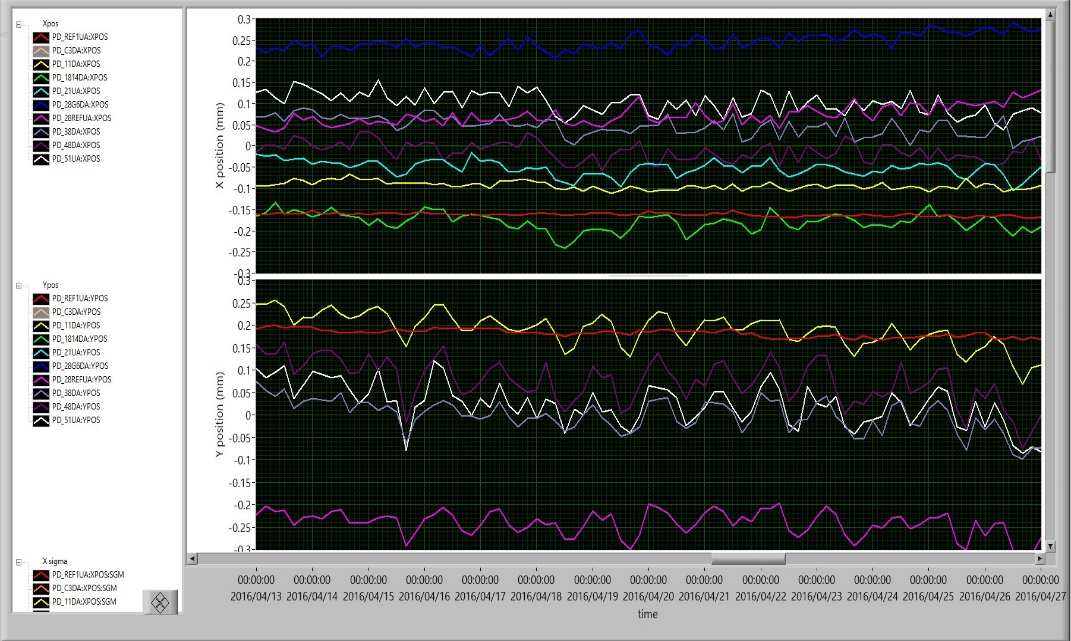 Xpos
PD_REF1UA:XPOS
PD_C3DA:XPOS
PD_11DA:XPOS
PD_1814DA:XPOS
PD_21UA:XPOS
PD_28G6DA:XPOS
PD_28REFUA:XPOS
PD_38DA:XPOS
PD_48DA:XPOS
PD_51UA:XPOS
Ypos
PD_REF1UA:YPOS
PD_C3DA:YPOS
PD_11DA:YPOS
PD_1814DA:YPOS
PD_21UA:YPOS
PD_28G6DA:YPOS
PD_28REFUA:YPOS
PD_38DA:YPOS
PD_48DA:YPOS
PD_51UA:YPOS
X sigma
PD_REF1UA:XPOS:SGM
PD_C3DA:XPOS:SGM
PD_11DA:XPOS:SGM
X position (mm)
0.3
0.25
0.2
0.15
0.1
0.05
0
-0.05
-0.1
-0.15
-0.2
-0.25
-0.3
Y position (mm)
0.3
0.25
0.2
0.15
0.1
0.05
0
-0.05
-0.1
-0.15
-0.2
-0.25
-0.3
00:00:00 00:00:00 00:00:00 00:00:00 00:00:00 00:00:00 00:00:00 00:00:00 00:00:00 00:00:00 00:00:00 00:00:00 00:00:00 00:00:00 00:00:00
2016/04/13 2016/04/14 2016/04/15 2016/04/16 2016/04/17 2016/04/18 2016/04/19 2016/04/20 2016/04/21 2016/04/22 2016/04/23 2016/04/24 2016/04/25 2016/04/26 2016/04/27
time